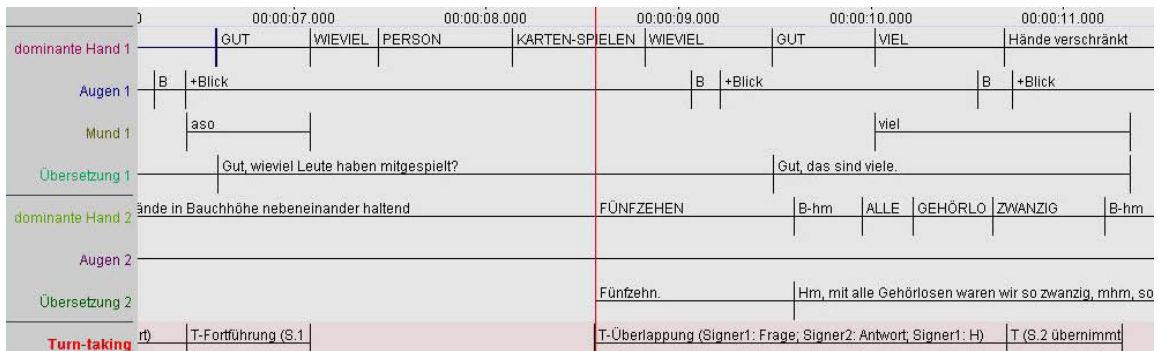 0 00:00:07.000 00:00:08.000 00:00:09.000 00:00:10.000 00:00:11.000
dominante Hand 1 GUT WIEVIEL PERSON KARTEN-SPIELEN WIEVIEL GUT VIEL Hände verschränkt
Augen 1 B +Blick B +Blick B +Blick
Mund 1 aso viel
Übersetzung 1 Gut, wieviel Leute haben mitgespielt? Gut, das sind viele.
dominante Hand 2 ände in Bauchhöhe nebeneinander haltend FÜNFZEHEN B-hm ALLE GEHÖRLO ZWANZIG B-hm
Augen 2
Übersetzung 2 Fünfzehn. Hm, mit alle Gehörlosen waren wir so zwanzig, mhm, so
Turn-taking rt) T-Fortführung (S.1 T-Überlappung (Signer1: Frage; Signer2: Antwort; Signer1: H) T (S.2 übernimmt